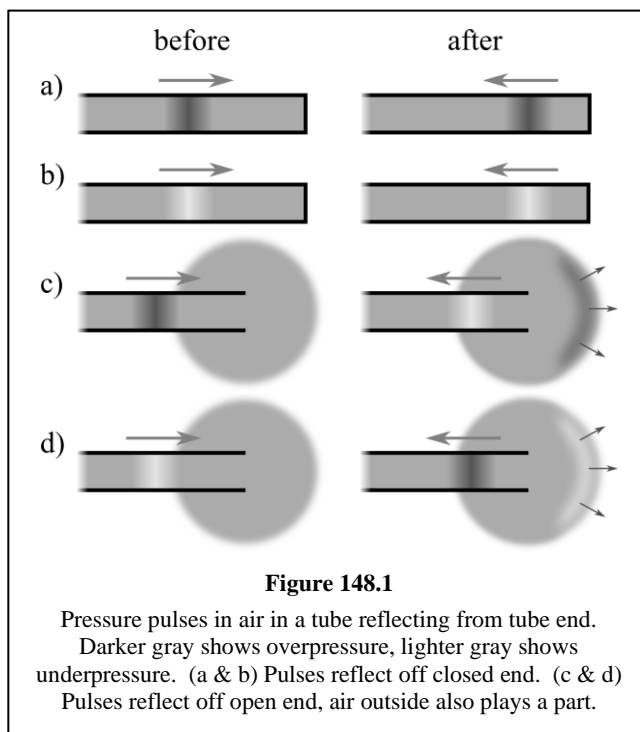 before after
a)
b)
c)
d)
Figure 148.1
Pressure pulses in air in a tube reflecting from tube end.
Darker gray shows overpressure, lighter gray shows
underpressure. (a & b) Pulses reflect off closed end. (c & d)
Pulses reflect off open end, air outside also plays a part.